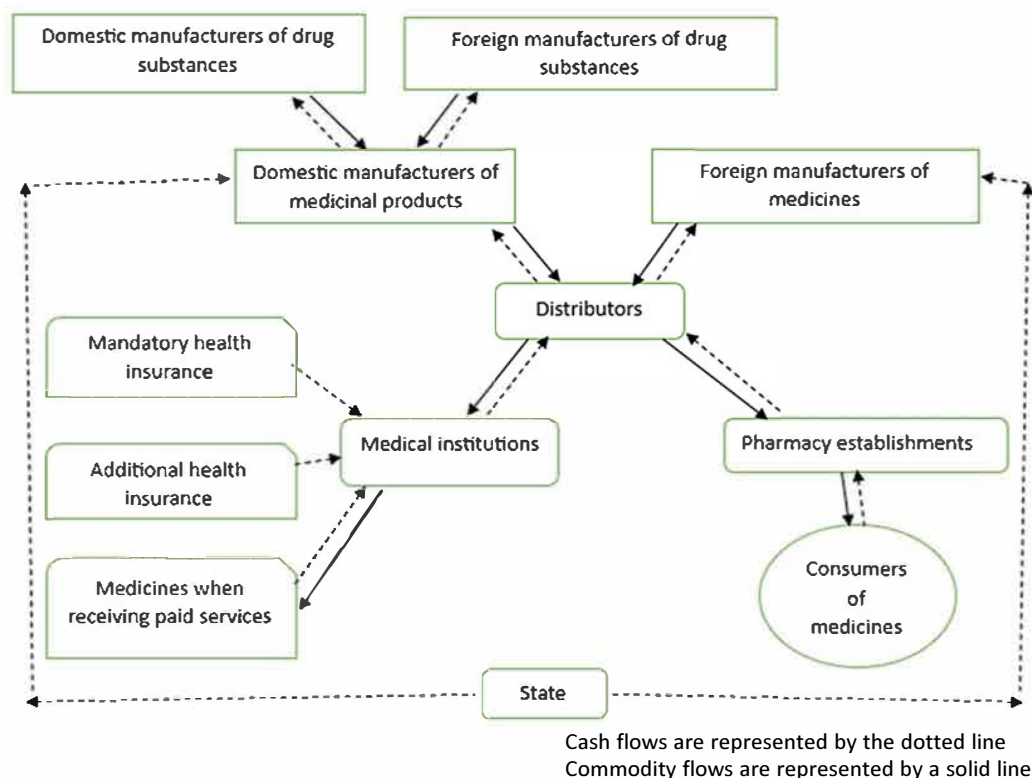 Domestic manufacturers of drug
substances
Foreign manufacturers of drug
substances
Domestic manufacturers of
medicinal products
Foreign manufacturers of
medicines
Distributors
Mandatory health
insurance
Medical institutions
Pharmacy establishments
Additional health
insurance
Medicines when
receiving paid services
Consumers
of
medicines
State
Cash flows are represented by the dotted line
Commodity flows are represented by a solid line